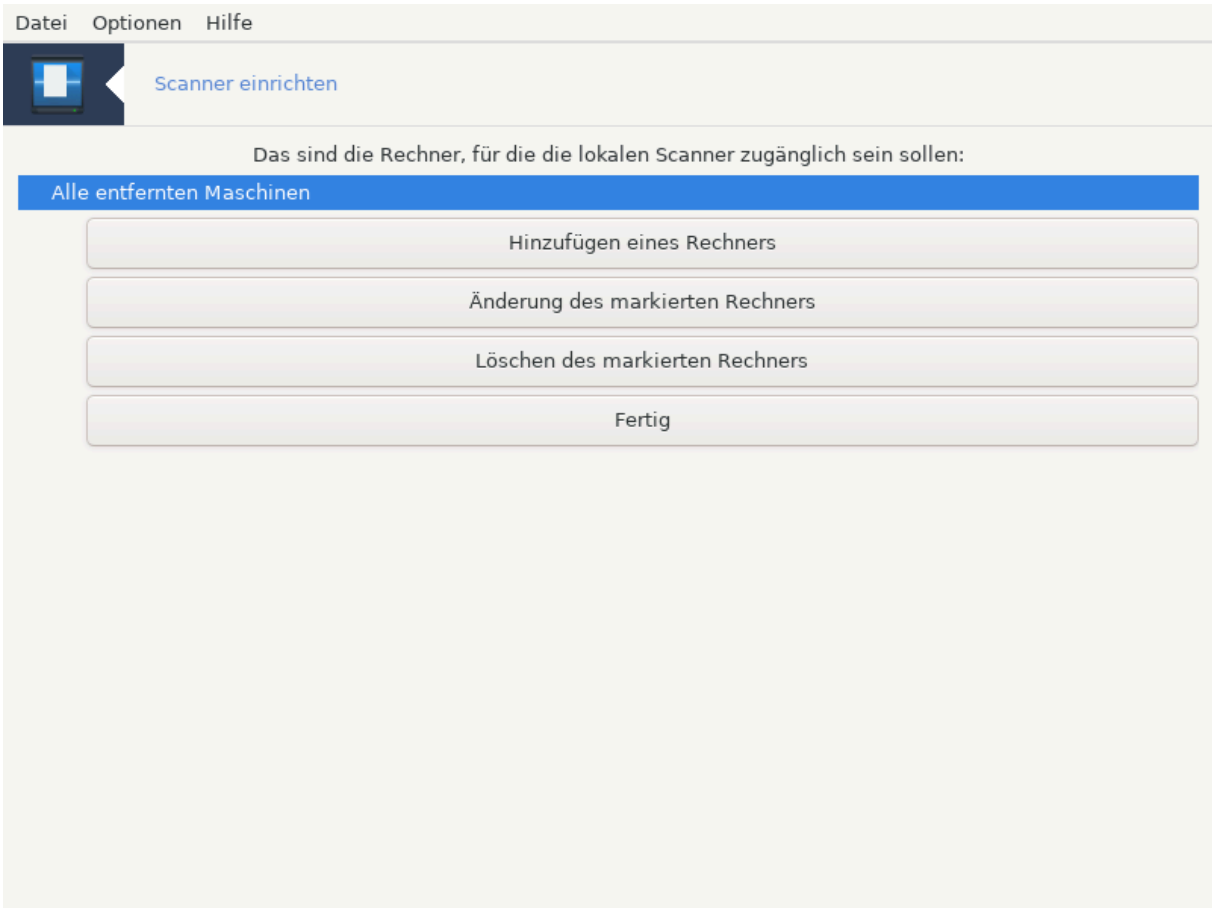 Datei Optionen Hilfe
Scanner einrichten
Das sind die Rechner, für die die lokalen Scanner zugänglich sein sollen:
Alle entfernten Maschinen
Hinzufügen eines Rechners
Änderung des markierten Rechners
Löschen des markierten Rechners
Fertig